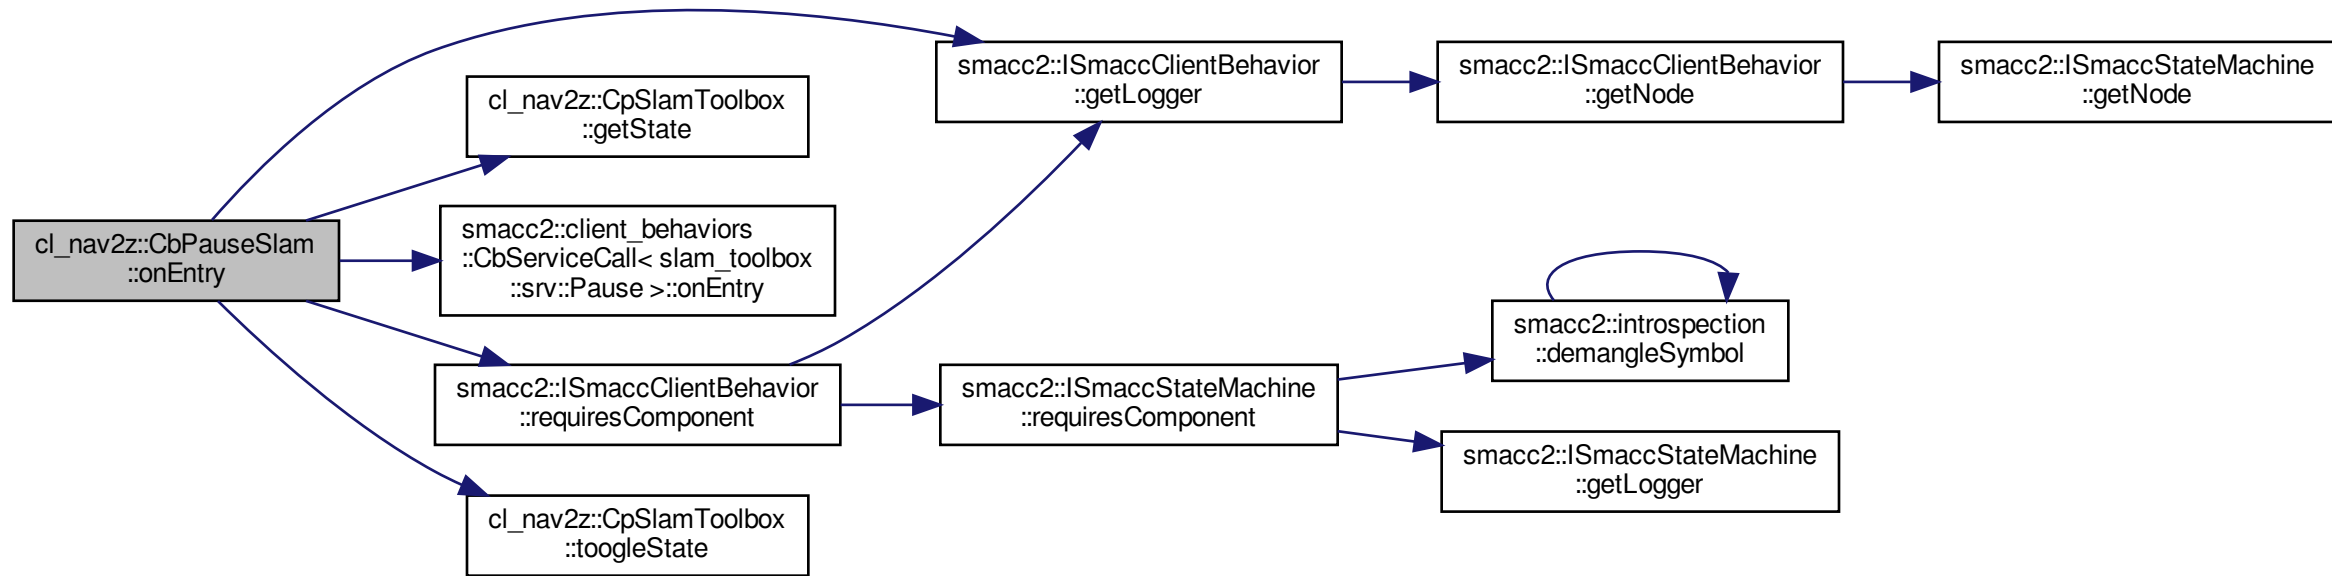 cl_nav2z::CbPauseSlam
::onEntry
smacc2::ISmaccClientBehavior
::getLogger
smacc2::ISmaccClientBehavior
::getNode
smacc2::ISmaccStateMachine
::getNode
cl_nav2z::CpSlamToolbox
::getState
smacc2::client_behaviors
::CbServiceCall< slam_toolbox
::srv::Pause >::onEntry
smacc2::ISmaccClientBehavior
::requiresComponent
smacc2::ISmaccStateMachine
::requiresComponent
smacc2::introspection
::demangleSymbol
smacc2::ISmaccStateMachine
::getLogger
cl_nav2z::CpSlamToolbox
::toogleState